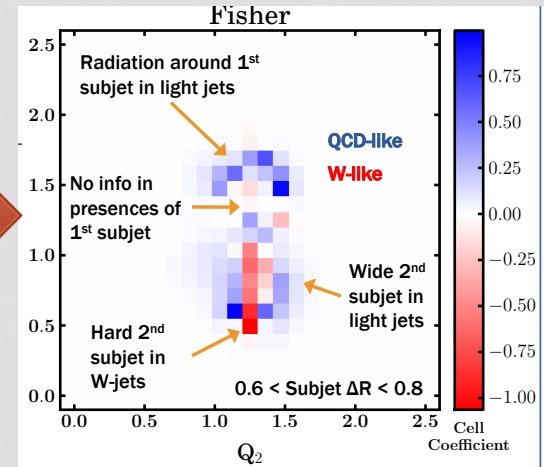 Fisher
2.5
2.0
1.5
1.0
0.5
0.0
Radiation around 1st
subjet in light jets
QCD-like
W-like
No info in
presences of
1st subjet
Wide 2nd
subjet in
light jets
Hard 2nd
subjet in
W-jets
0.6 < Subjet ΔR < 0.8
0.0 0.5 1.0 1.5 2.0 2.5
Q2
0.75
0.50
0.25
0.00
−0.25
−0.50
−0.75
−1.00
Cell
Coefficient